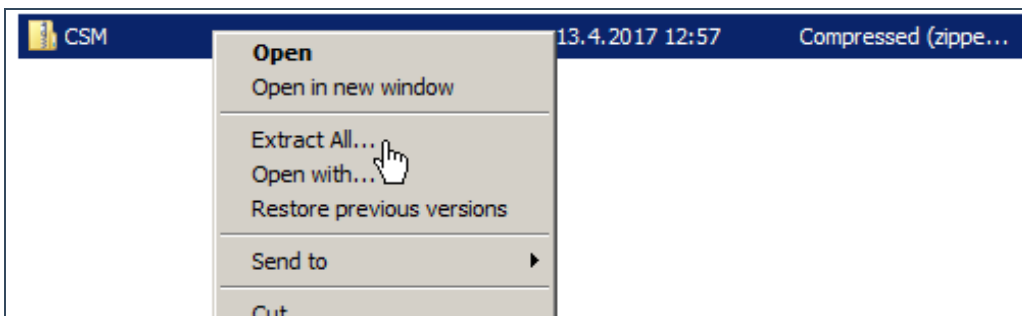 CSM 13.4.2017 12:57 Compressed (zippe...
Open
Open in new window
Extract All...
Open with...
Restore previous versions
Send to
Cut